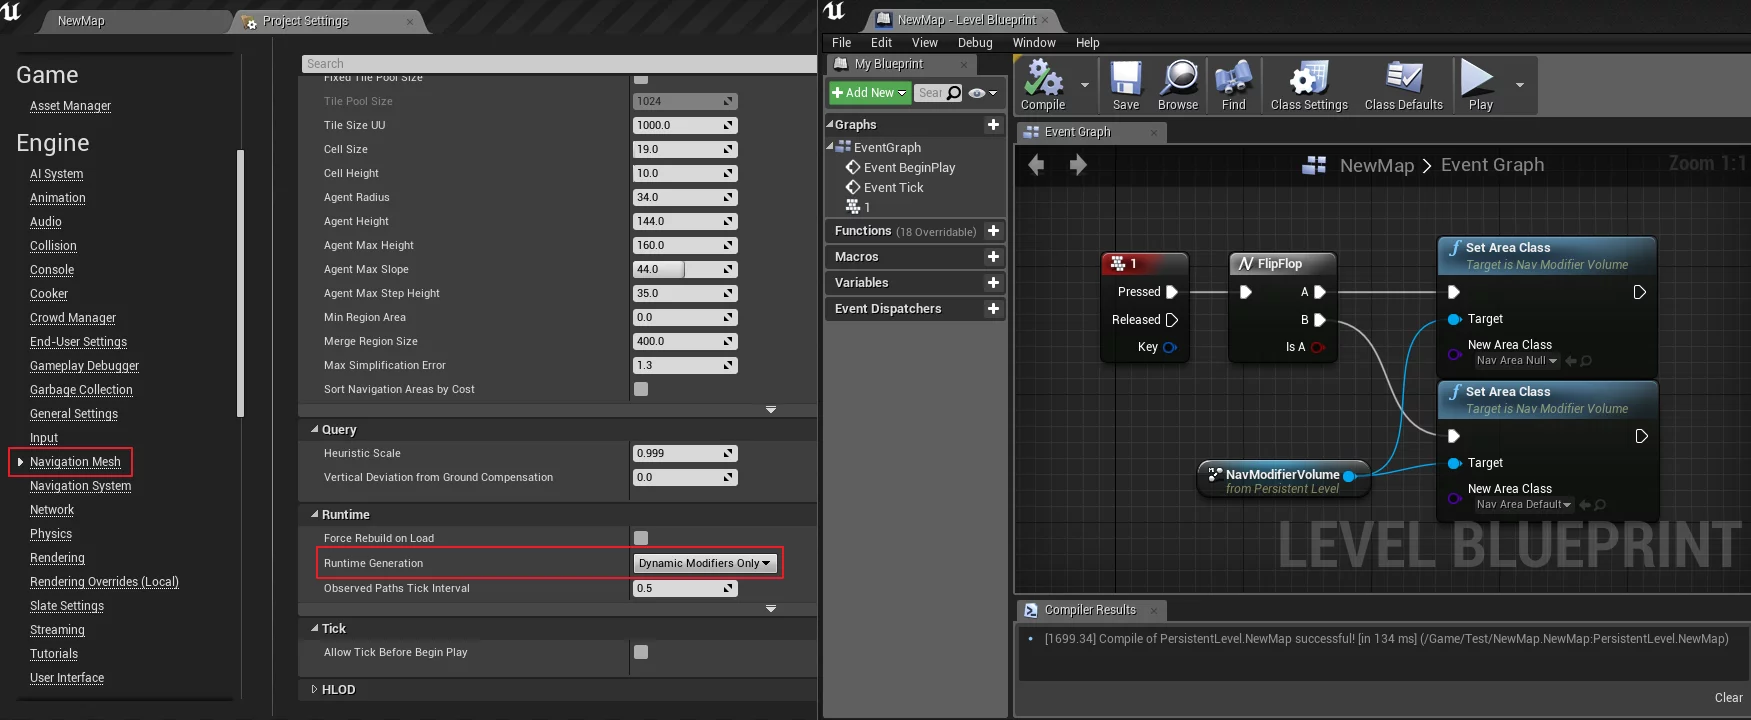 NewMap
Project Settings
Game
Asset Manager
Engine
AI System
Animation
Audio
Collision
Console
Cooker
Crowd Manager
End-User Settings
Gameplay Debugger
Garbage Collection
General Settings
Input
Navigation Mesh
Navigation System
Network
Physics
Rendering
Rendering Overrides (Local)
Slate Settings
Streaming
Tutorials
User Interface
Search
Fixed Tile Pool Size
Tile Pool Size 1024
Tile Size UU 1000.0
Cell Size 19.0
Cell Height 10.0
Agent Radius 34.0
Agent Height 144.0
Agent Max Height 160.0
Agent Max Slope 44.0
Agent Max Step Height 35.0
Min Region Area 0.0
Merge Region Size 400.0
Max Simplification Error 1.3
Sort Navigation Areas by Cost
Query
Heuristic Scale 0.999
Vertical Deviation from Ground Compensation 0.0
Runtime
Force Rebuild on Load
Runtime Generation Dynamic Modifiers Only
Observed Paths Tick Interval 0.5
Tick
Allow Tick Before Begin Play
HLOD
NewMap - Level Blueprint
File Edit View Debug Window Help
My Blueprint
Add New Sear
Graphs
EventGraph
Event BeginPlay
Event Tick
1
Functions (18 Overridable)
Macros
Variables
Event Dispatchers
Compile Save Browse Find Class Settings Class Defaults Play
Event Graph
NewMap > Event Graph Zoom 1:1
1
Pressed
Released
Key
FlipFlop
A
B
Is A
Set Area Class
Target is Nav Modifier Volume
Target
New Area Class
Nav Area Null
Set Area Class
Target is Nav Modifier Volume
Target
New Area Class
Nav Area Default
NavModifierVolume
from Persistent Level
LEVEL BLUEPRINT
Compiler Results
[1699.34] Compile of PersistentLevel.NewMap successful! [in 134 ms] (/Game/Test/NewMap.NewMap:PersistentLevel.NewMap)
Clear